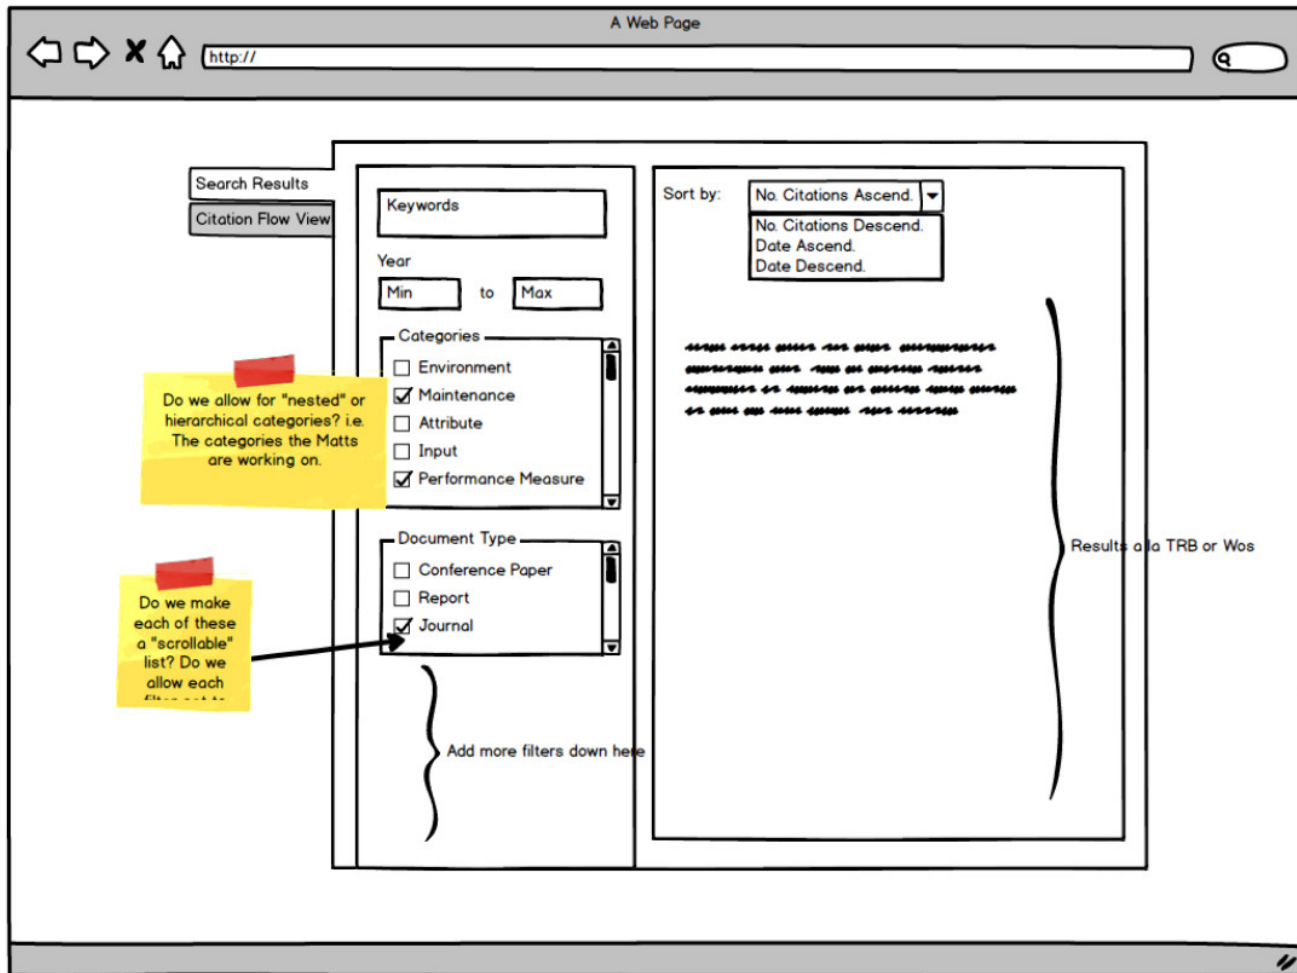 A Web Page
http://
Search Results
Citation Flow View
Keywords
Year
Min to Max
Categories
Environment
Maintenance
Attribute
Input
Performance Measure
Document Type
Conference Paper
Report
Journal
Add more filters down here
Sort by: No. Citations Ascend.
No. Citations Descend.
Date Ascend.
Date Descend.
Results a la TRB or Wos
Do we allow for "nested" or
hierarchical categories? i.e.
The categories the Matts
are working on.
Do we make
each of these
a "scrollable"
list? Do we
allow each
filter set to